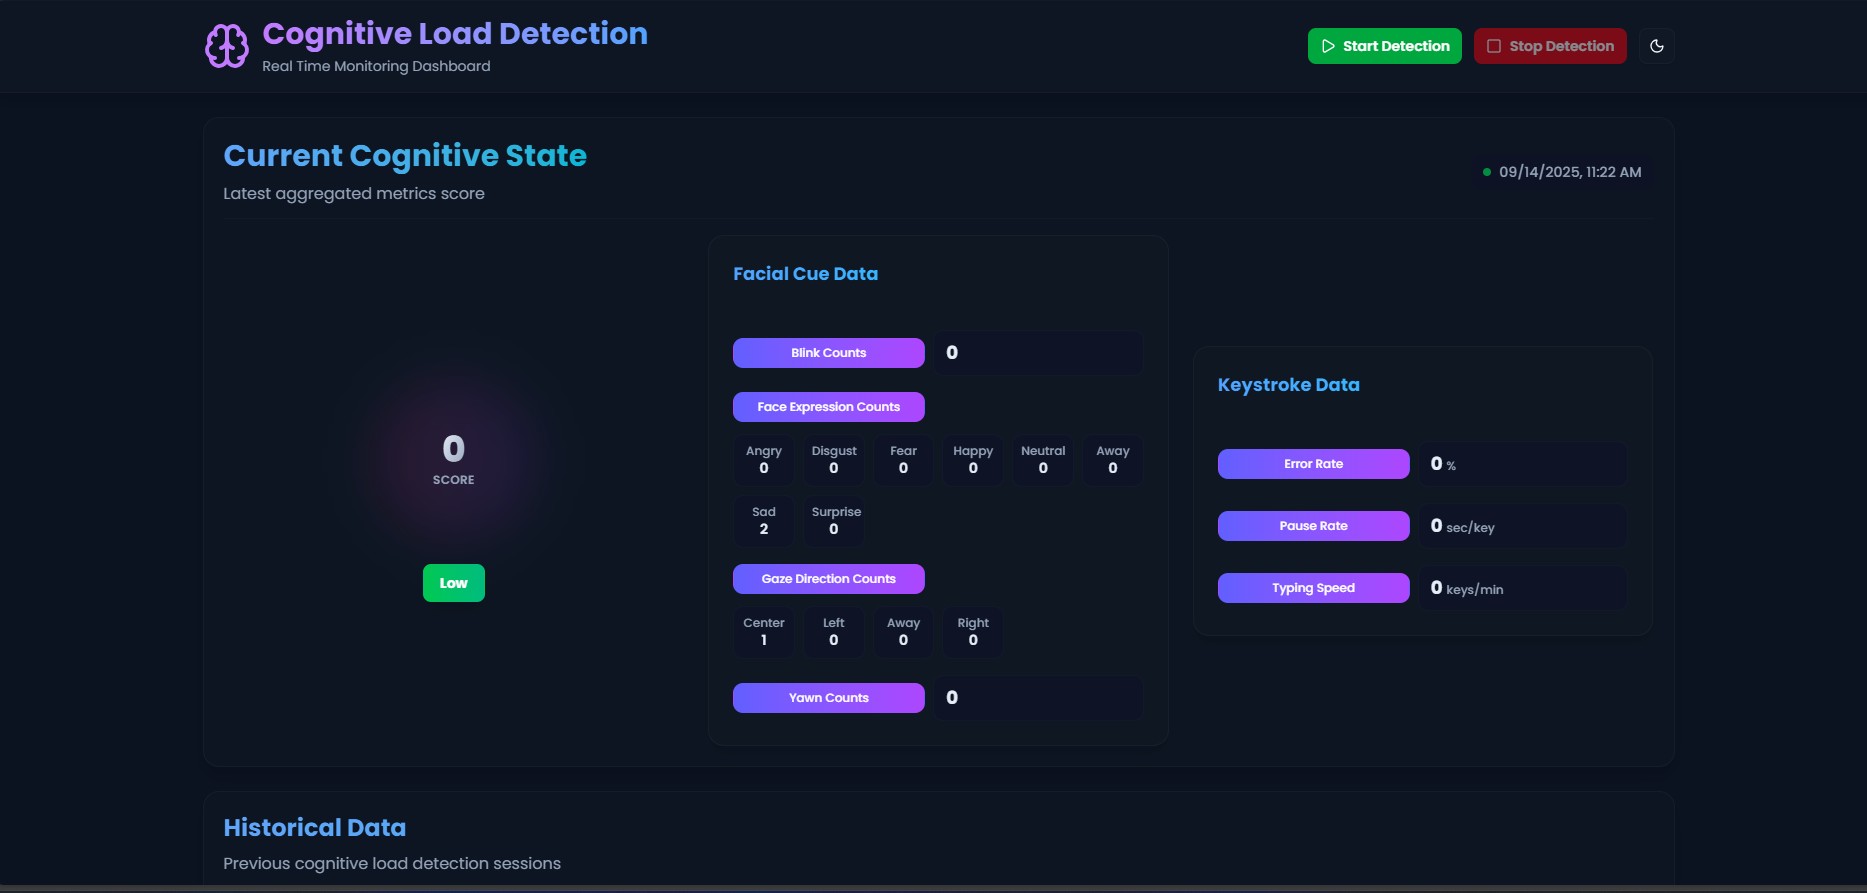 Cognitive Load Detection
Real Time Monitoring Dashboard
Start Detection
Stop Detection
Current Cognitive State
Latest aggregated metrics score
09/14/2025, 11:22 AM
0
SCORE
Low
Facial Cue Data
Blink Counts 0
Face Expression Counts
Angry Disgust Fear Happy Neutral Away
0 0 0 0 0 0
Sad Surprise
2 0
Gaze Direction Counts
Center Left Away Right
1 0 0 0
Yawn Counts 0
Keystroke Data
Error Rate 0 %
Pause Rate 0 sec/key
Typing Speed 0 keys/min
Historical Data
Previous cognitive load detection sessions